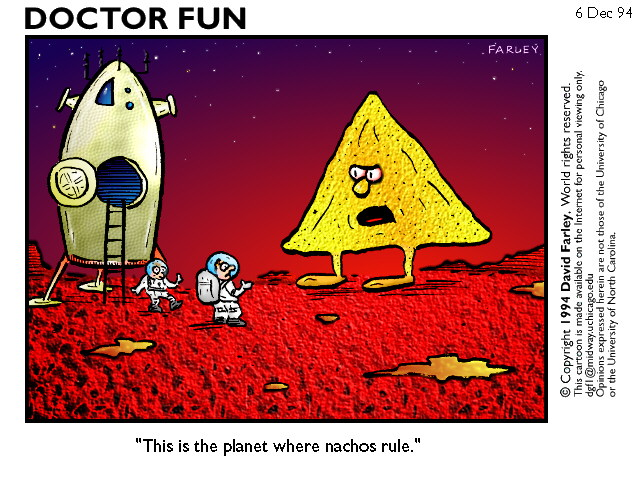 DOCTOR FUN
6 Dec 94
FARLEY
© Copyright 1994 David Farley. World rights reserved.
This cartoon is made available on the Internet for personal viewing only.
dgf1@midway.uchicago.edu
Opinions expressed herein are not those of the University of Chicago
or the University of North Carolina.
"This is the planet where nachos rule."